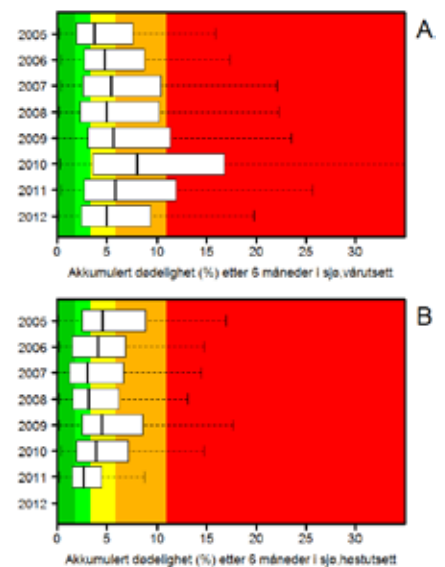 A
2005
2006
2007
2008
2009
2010
2011
2012
0 5 10 15 20 25 30
Akkumulert dødelighet (%) etter 6 måneder i sjø,vårutsett
B
2005
2006
2007
2008
2009
2010
2011
2012
0 5 10 15 20 25 30
Akkumulert dødelighet (%) etter 6 måneder i sjø,høstutsett